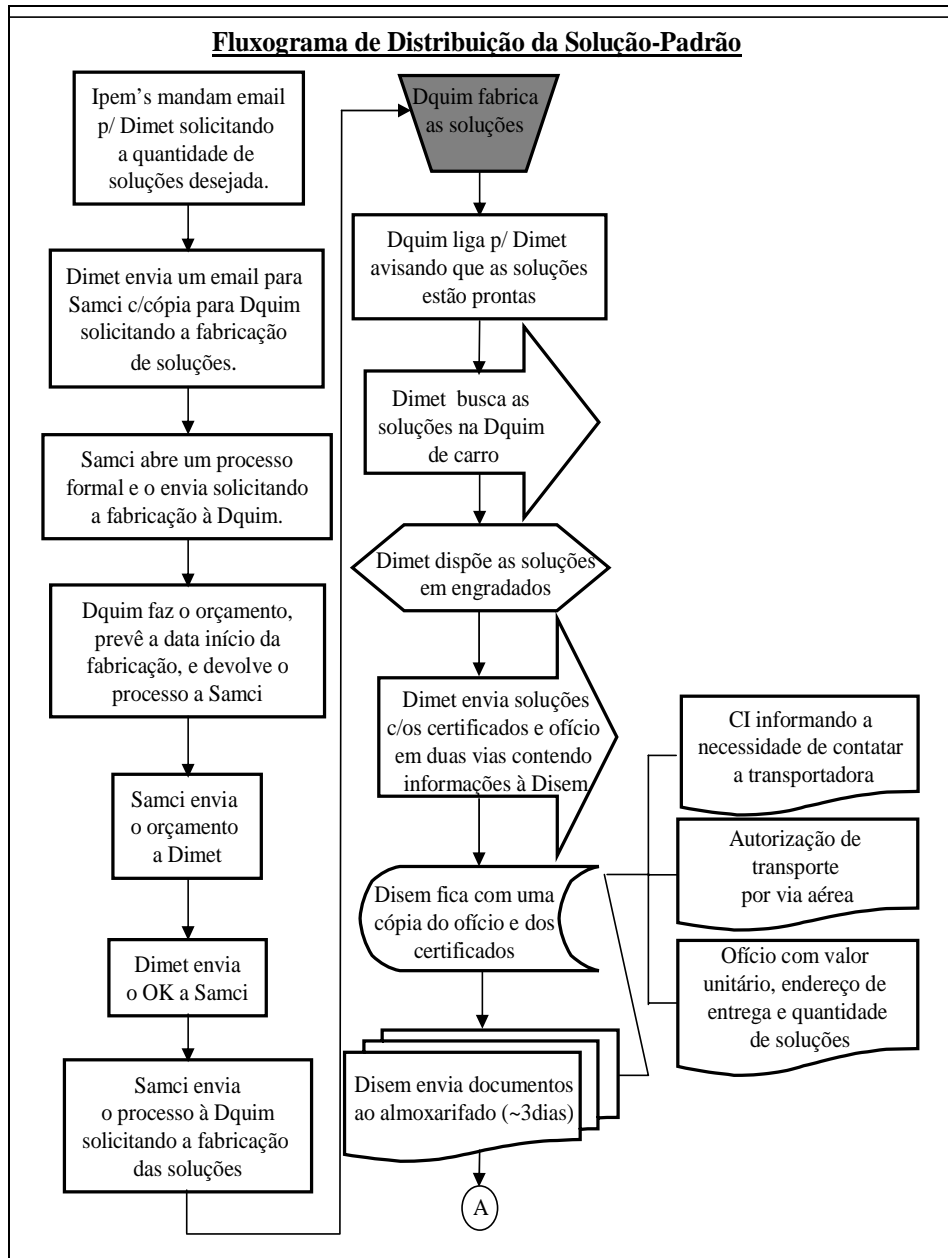 Fluxograma de Distribuição da Solução-Padrão
Ipem's mandam email
p/ Dimet solicitando
a quantidade de
soluções desejada.
Dimet envia um email para
Samci c/cópia para Dquim
solicitando a fabricação
de soluções.
Samci abre um processo
formal e o envia solicitando
a fabricação à Dquim.
Dquim faz o orçamento,
prevê a data início da
fabricação, e devolve o
processo a Samci
Samci envia
o orçamento
a Dimet
Dimet envia
o OK a Samci
Samci envia
o processo à Dquim
solicitando a fabricação
das soluções
Dquim fabrica
as soluções
Dquim liga p/ Dimet
avisando que as soluções
estão prontas
Dimet busca as
soluções na Dquim
de carro
Dimet dispõe as soluções
em engradados
Dimet envia soluções
c/os certificados e ofício
em duas vias contendo
informações à Disem
Disem fica com uma
cópia do ofício e dos
certificados
Disem envia documentos
ao almoxarifado (~3dias)
A
CI informando a
necessidade de contatar
a transportadora
Autorização de
transporte
por via aérea
Ofício com valor
unitário, endereço de
entrega e quantidade
de soluções